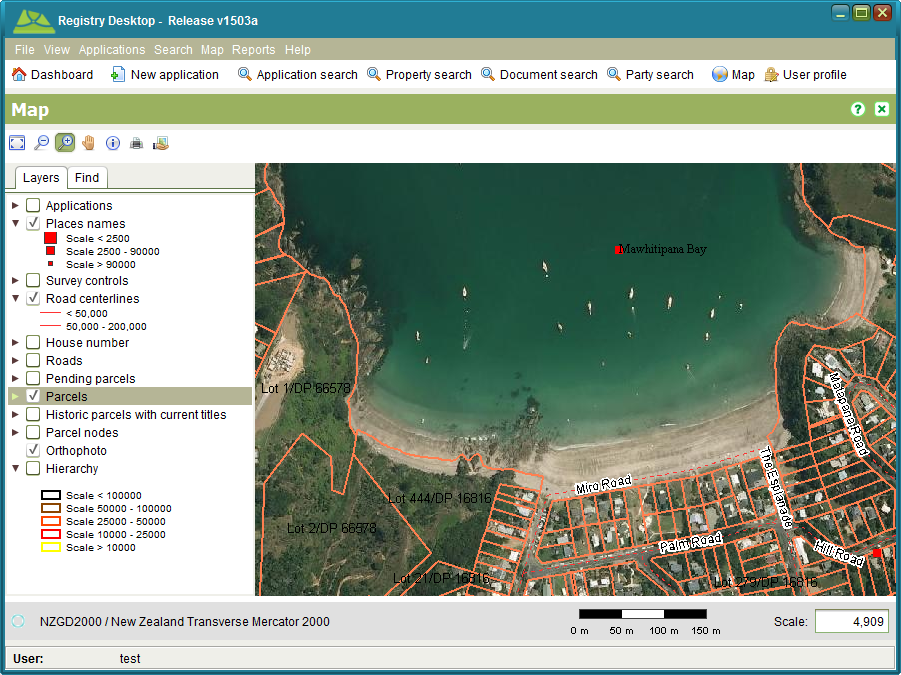 Registry Desktop - Release v1503a
File View Applications Search Map Reports Help
Dashboard New application Application search Property search Document search Party search Map User profile
Map
Layers Find
Applications
Places names
Scale < 2500
Scale 2500 - 90000
Scale > 90000
Survey controls
Road centerlines
< 50,000
50,000 - 200,000
House number
Roads
Pending parcels
Parcels
Historic parcels with current titles
Parcel nodes
Orthophoto
Hierarchy
Scale < 100000
Scale 50000 - 100000
Scale 25000 - 50000
Scale 10000 - 25000
Scale > 10000
Mawhitipana Bay
Lot 1/DP 66578
Matapana Road
The Esplanade
Miro Road
Lot 444/DP 16816
Lot 2/DP 66578
Palm Road
Hill Road
Lot 21/DP 16816
Lot 279/DP 16816
NZGD2000 / New Zealand Transverse Mercator 2000
0 m 50 m 100 m 150 m
Scale: 4,909
User: test